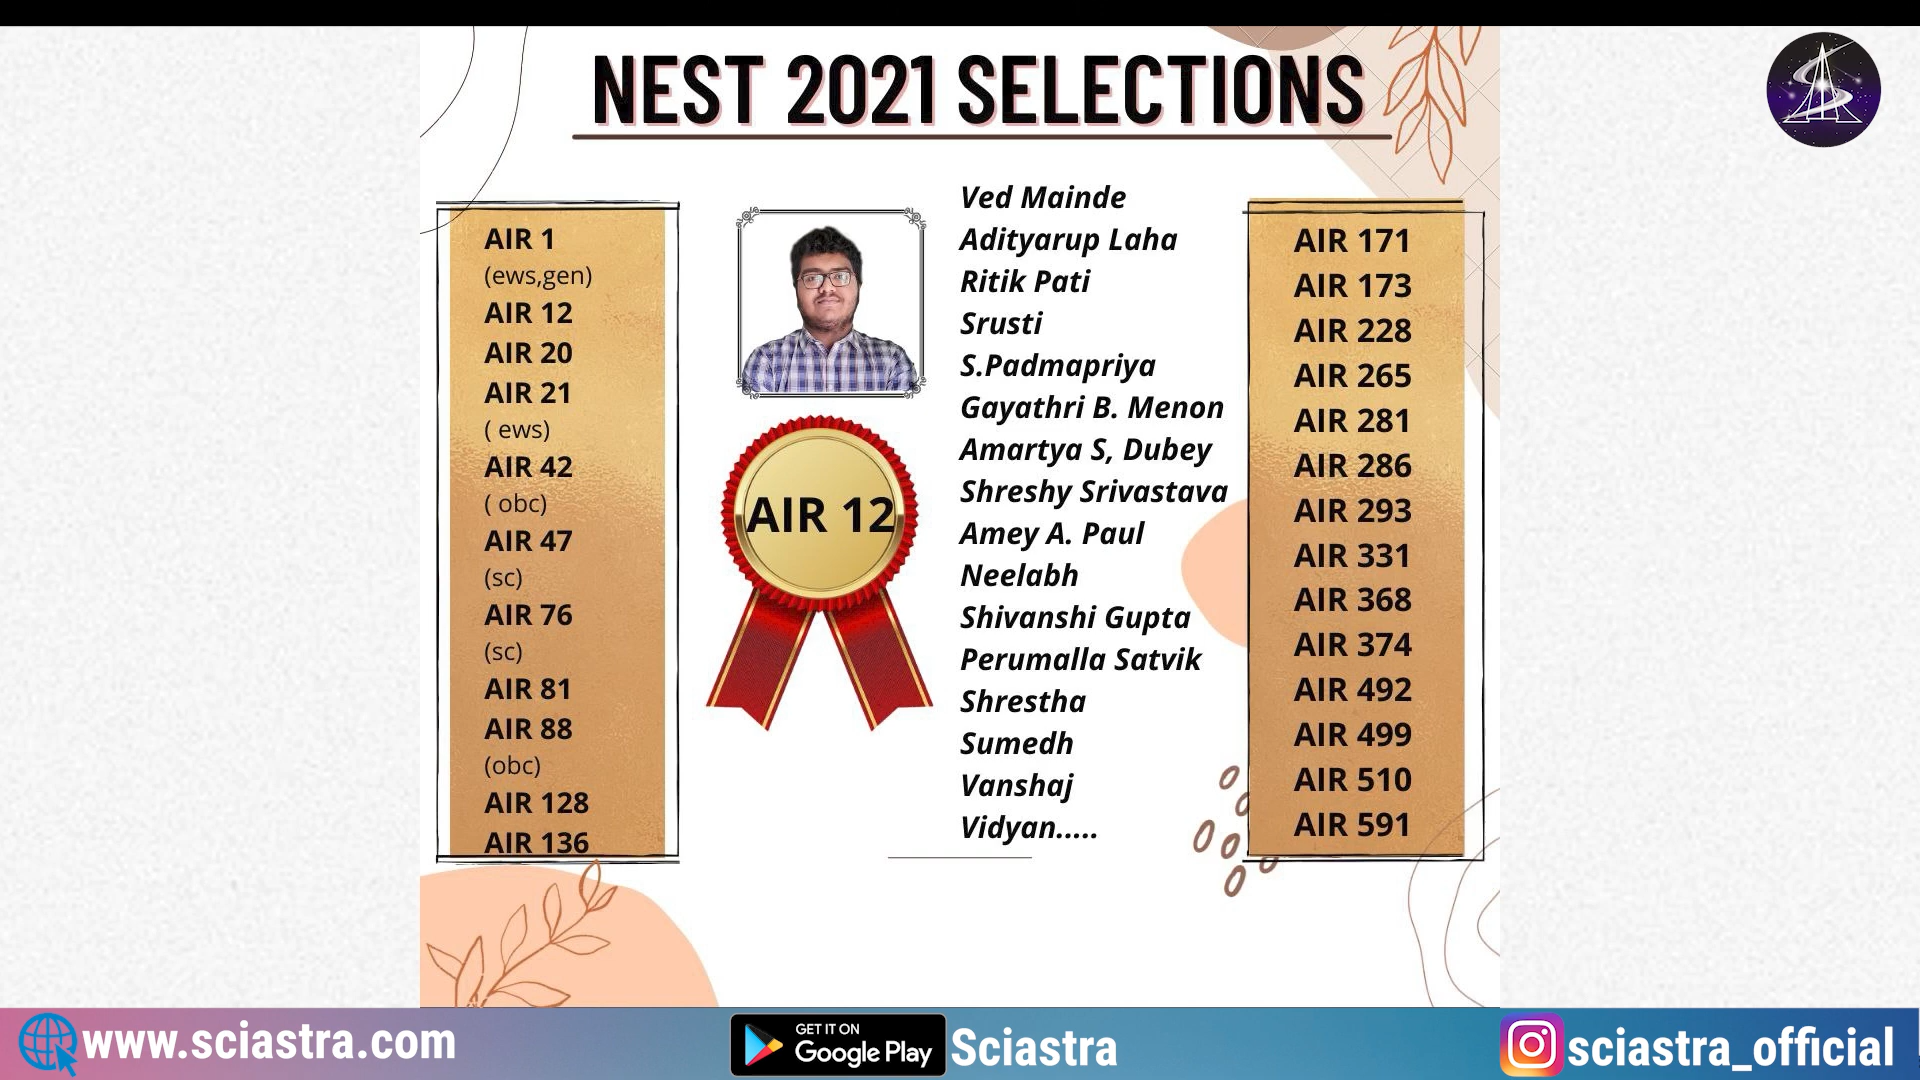 NEST 2021 SELECTIONS
AIR 1
(ews,gen)
AIR 12
AIR 20
AIR 21
( ews)
AIR 42
( obc)
AIR 47
(sc)
AIR 76
(sc)
AIR 81
AIR 88
(obc)
AIR 128
AIR 136
AIR 12
Ved Mainde
Adityarup Laha
Ritik Pati
Srusti
S.Padmapriya
Gayathri B. Menon
Amartya S, Dubey
Shreshy Srivastava
Amey A. Paul
Neelabh
Shivanshi Gupta
Perumalla Satvik
Shrestha
Sumedh
Vanshaj
Vidyan.....
AIR 171
AIR 173
AIR 228
AIR 265
AIR 281
AIR 286
AIR 293
AIR 331
AIR 368
AIR 374
AIR 492
AIR 499
AIR 510
AIR 591
www.sciastra.com
GET IT ON
Google Play
Sciastra
sciastra_official